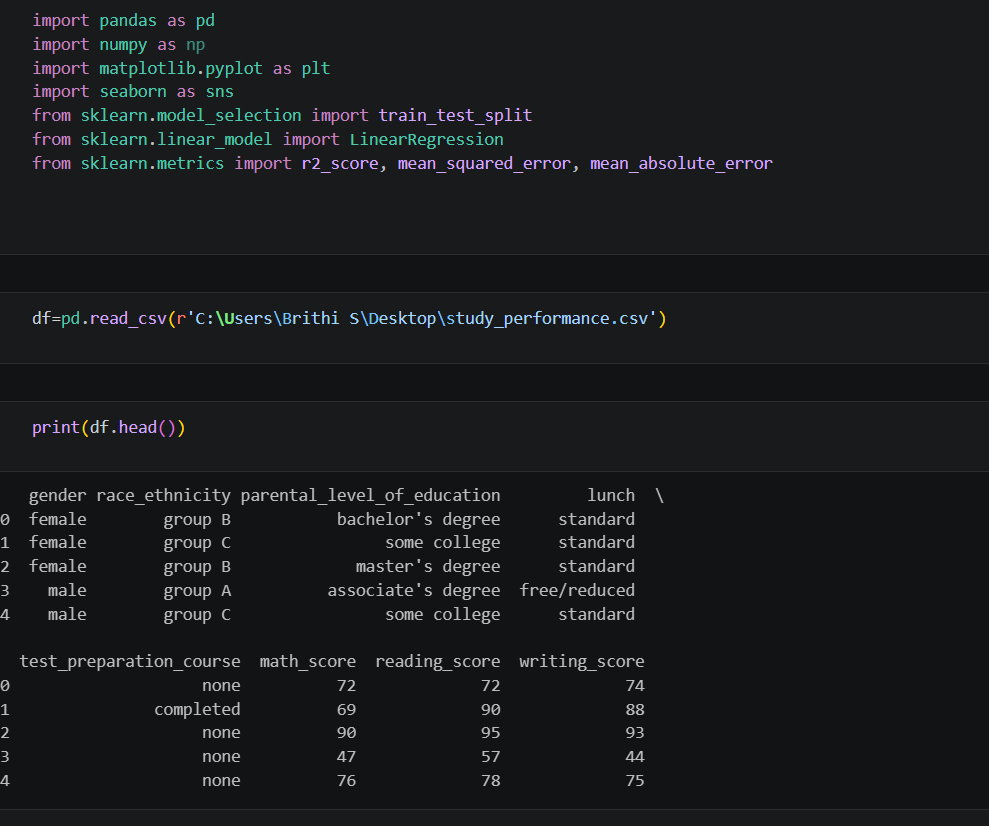 import pandas as pd
import numpy as np
import matplotlib.pyplot as plt
import seaborn as sns
from sklearn.model_selection import train_test_split
from sklearn.linear_model import LinearRegression
from sklearn.metrics import r2_score, mean_squared_error, mean_absolute_error
df=pd.read_csv(r'C:\Users\Brithi S\Desktop\study_performance.csv')
print(df.head())
gender race_ethnicity parental_level_of_education lunch \
0 female group B bachelor's degree standard
1 female group C some college standard
2 female group B master's degree standard
3 male group A associate's degree free/reduced
4 male group C some college standard
test_preparation_course math_score reading_score writing_score
0 none 72 72 74
1 completed 69 90 88
2 none 90 95 93
3 none 47 57 44
4 none 76 78 75